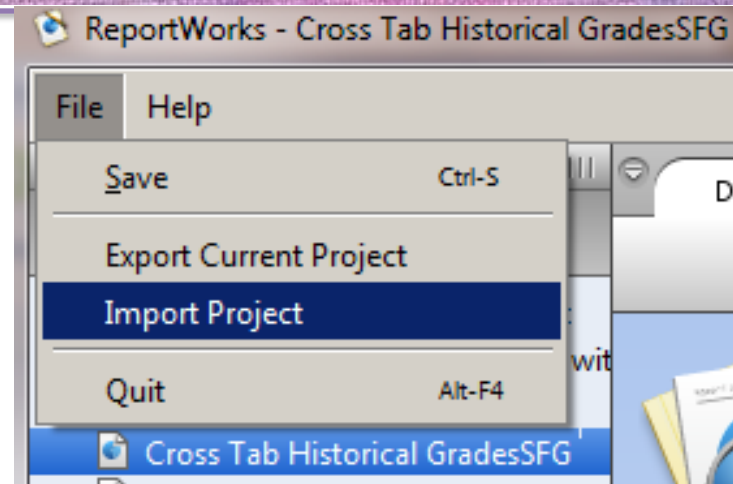 ReportWorks - Cross Tab Historical GradesSFG
File Help
Save Ctrl-S
D
Export Current Project
Import Project
:
wit
Quit Alt-F4
Cross Tab Historical GradesSFG